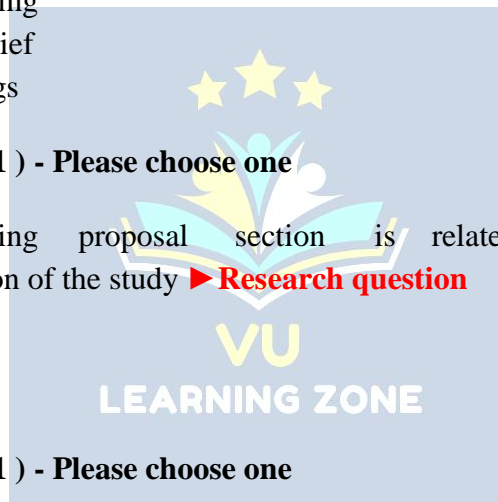 ing
ief
gs
1 ) - Please choose one
ing proposal section is relate
on of the study ►Research question
VU
LEARNING ZONE
1 ) - Please choose one